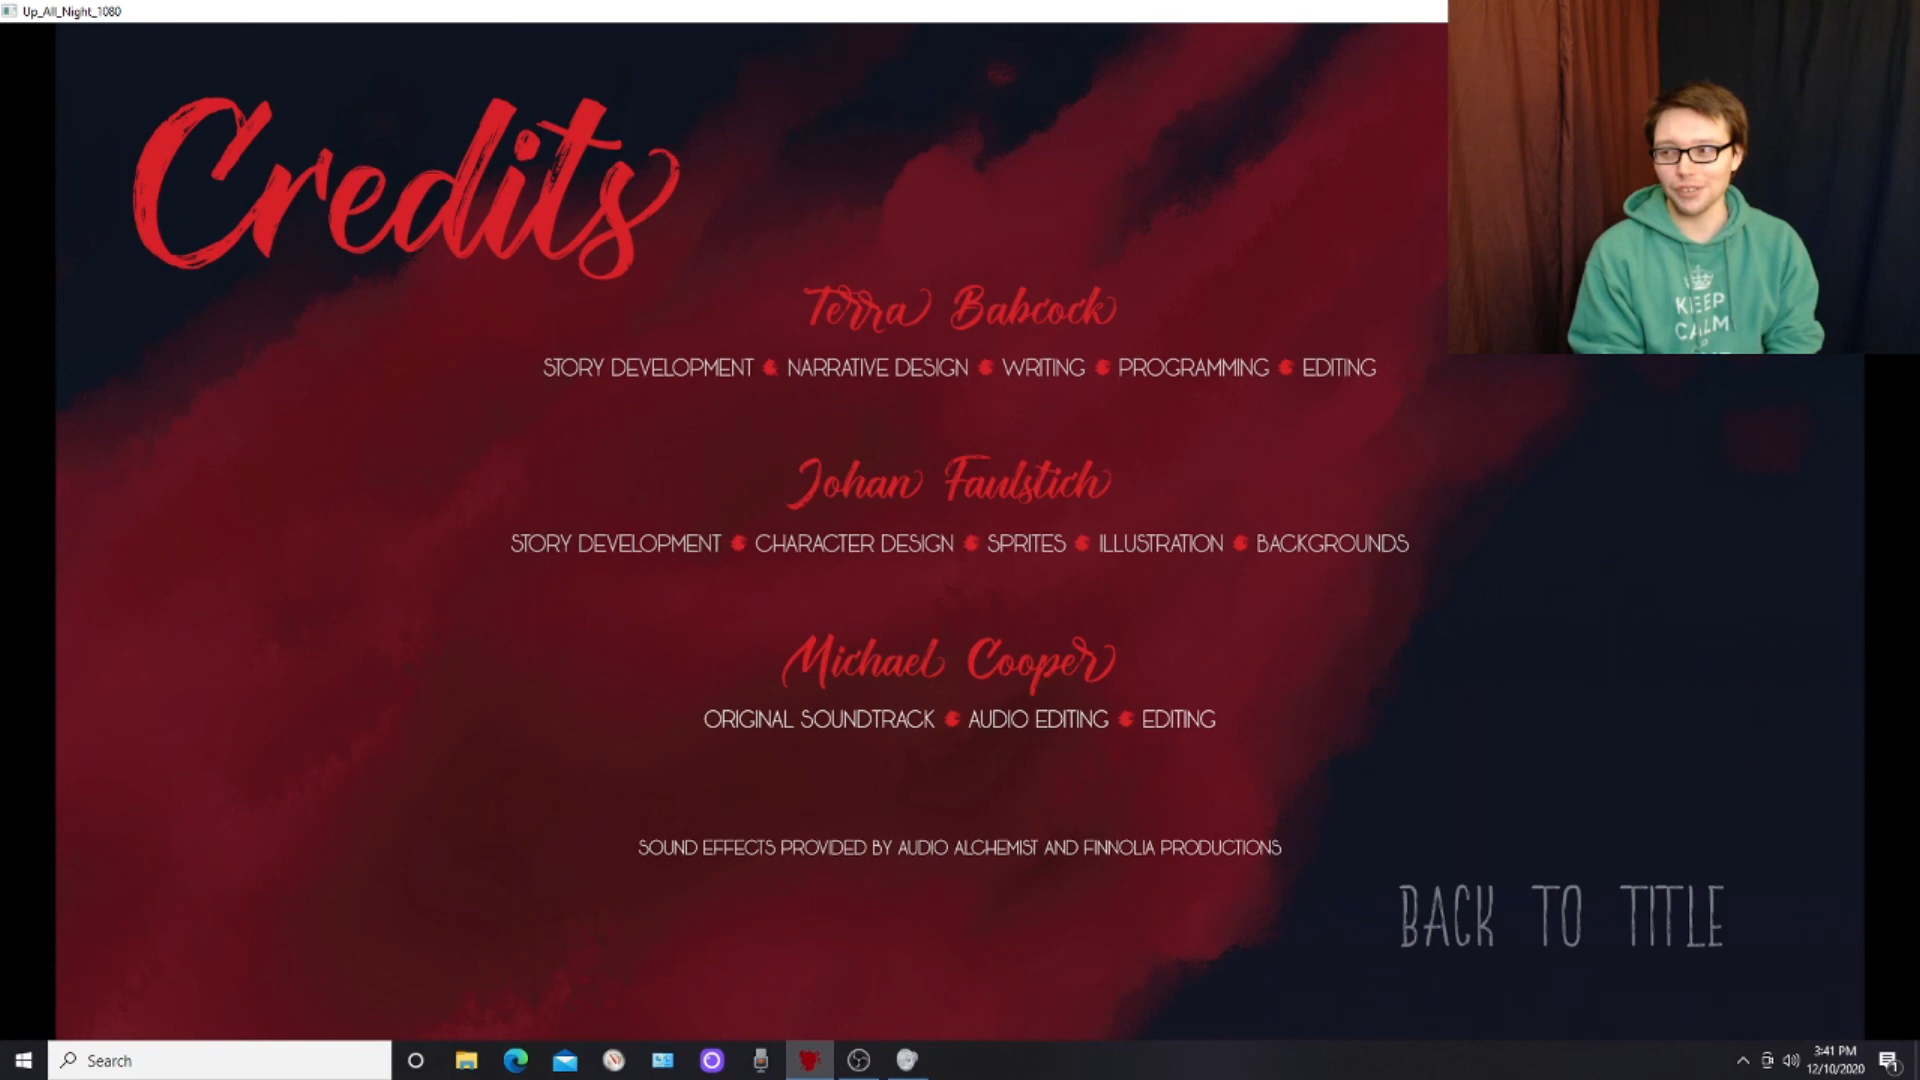 Up_All_Night_1080
Credits
Terra Babcock
STORY DEVELOPMENT NARRATIVE DESIGN WRITING PROGRAMMING EDITING
Johan Faulstich
STORY DEVELOPMENT CHARACTER DESIGN SPRITES ILLUSTRATION BACKGROUNDS
Michael Cooper
ORIGINAL SOUNDTRACK AUDIO EDITING EDITING
SOUND EFFECTS PROVIDED BY AUDIO ALCHEMIST AND FINNOLIA PRODUCTIONS
BACK TO TITLE
KEEP
CALM
Search
3:41 PM
12/10/2020
1